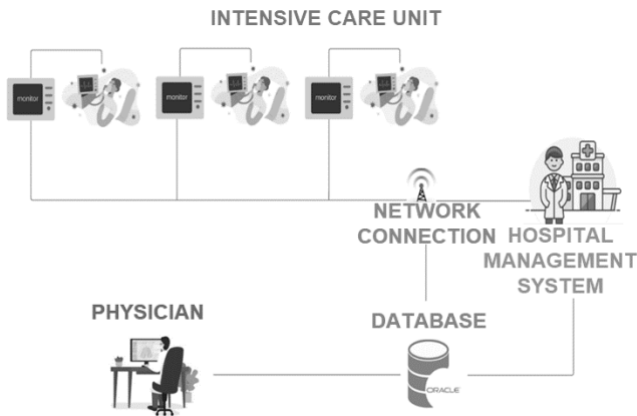 INTENSIVE CARE UNIT
monitor
monitor
monitor
NETWORK
CONNECTION
HOSPITAL
MANAGEMENT
SYSTEM
PHYSICIAN
DATABASE
ORACLE